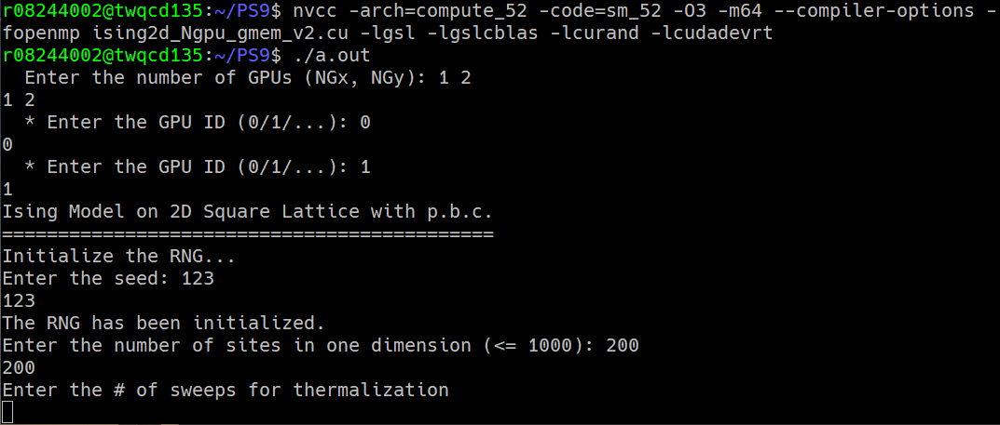 r08244002@twqcd135:~/PS9$ nvcc -arch=compute_52 -code=sm_52 -O3 -m64 --compiler-options -
fopenmp ising2d_Ngpu_gmem_v2.cu -lgsl -lgslcblas -lcurand -lcudadevrt
r08244002@twqcd135:~/PS9$ ./a.out
  Enter the number of GPUs (NGx, NGy): 1 2
1 2
  * Enter the GPU ID (0/1/...): 0
0
  * Enter the GPU ID (0/1/...): 1
1
Ising Model on 2D Square Lattice with p.b.c.
============================================
Initialize the RNG...
Enter the seed: 123
123
The RNG has been initialized.
Enter the number of sites in one dimension (<= 1000): 200
200
Enter the # of sweeps for thermalization